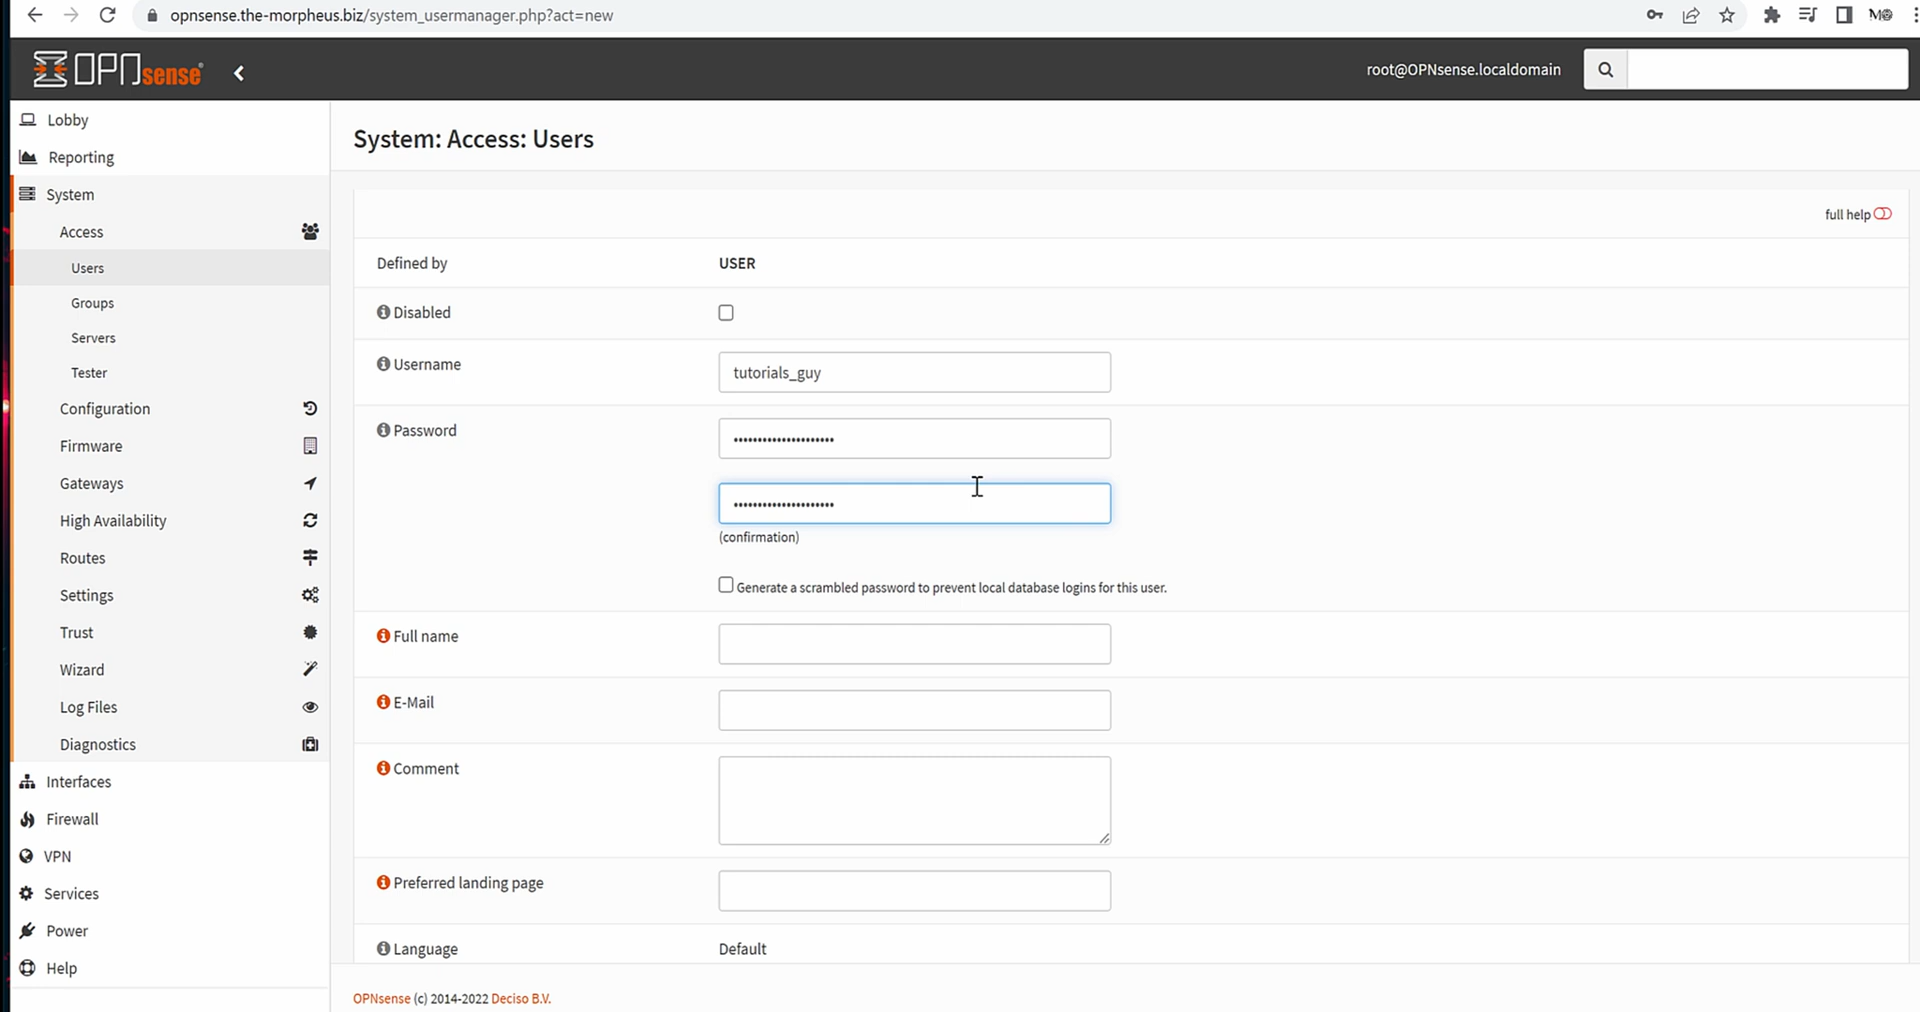 opnsense.the-morpheus.biz/system_usermanager.php?act=new
OPNsense
root@OPNsense.localdomain
Lobby
Reporting
System
Access
Users
Groups
Servers
Tester
Configuration
Firmware
Gateways
High Availability
Routes
Settings
Trust
Wizard
Log Files
Diagnostics
Interfaces
Firewall
VPN
Services
Power
Help
System: Access: Users
full help
Defined by USER
Disabled
Username tutorials_guy
Password •••••••••••••••••••••
•••••••••••••••••••••
(confirmation)
Generate a scrambled password to prevent local database logins for this user.
Full name
E-Mail
Comment
Preferred landing page
Language Default
OPNsense (c) 2014-2022 Deciso B.V.